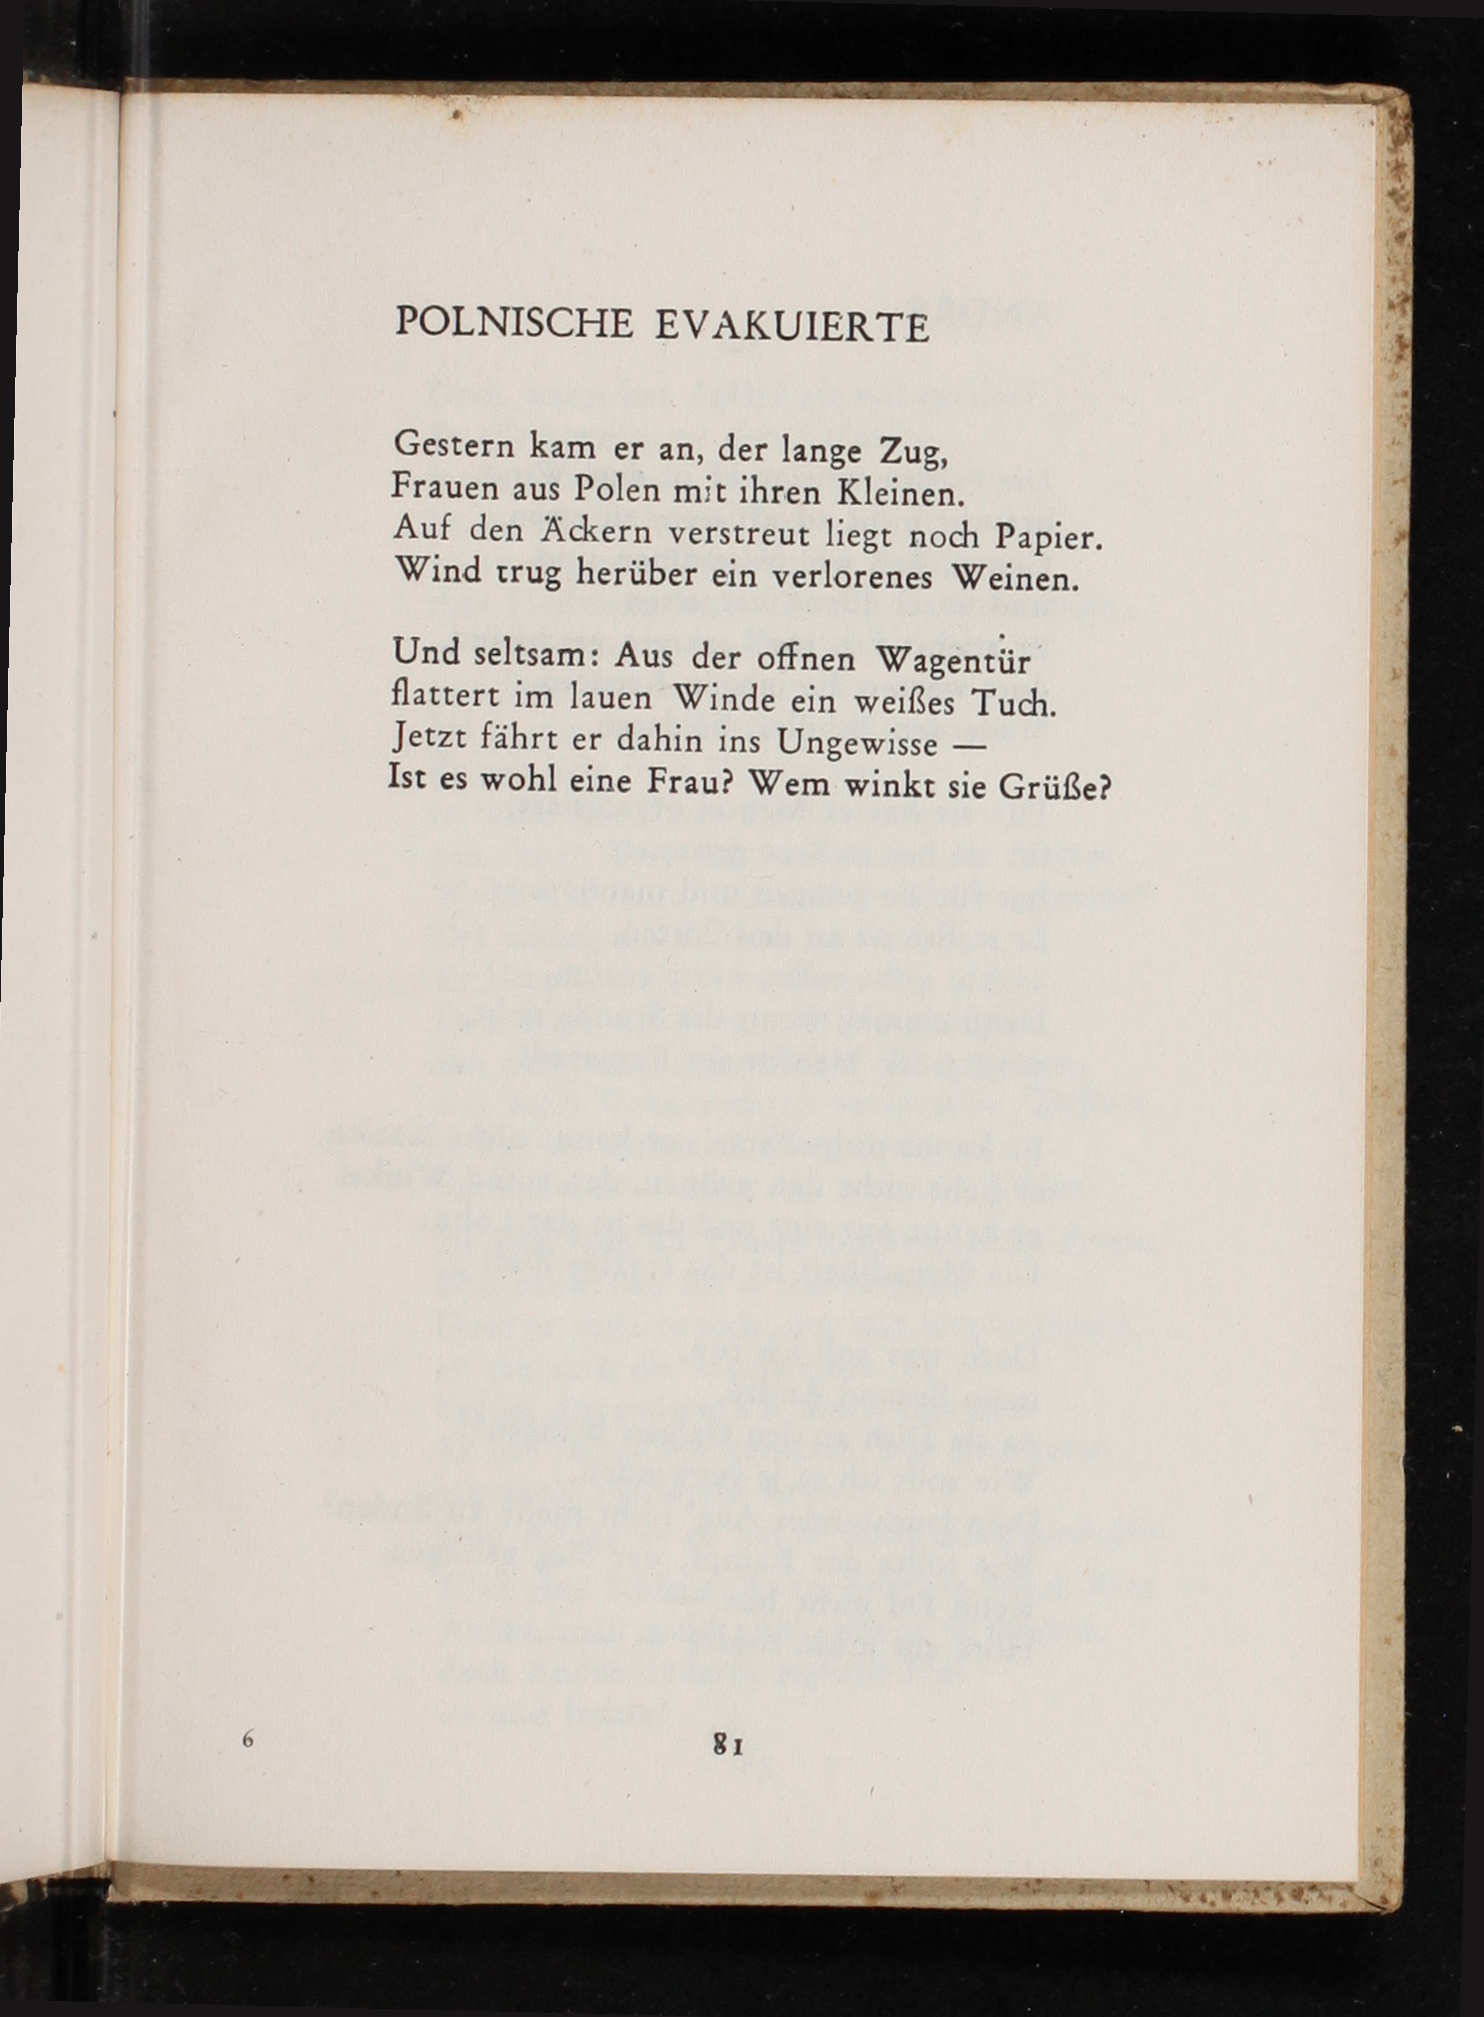 POLNISCHE EVAKUIERTE
Gestern kam er an, der lange Zug,
Frauen aus Polen mit ihren Kleinen.
Auf den Äckern verstreut liegt noch Papier.
Wind trug herüber ein verlorenes Weinen.
Und seltsam: Aus der offnen Wagentür
flattert im lauen Winde ein weißes Tuch.
Jetzt fährt er dahin ins Ungewisse —
Ist es wohl eine Frau? Wem winkt sie Grüße?
6 81